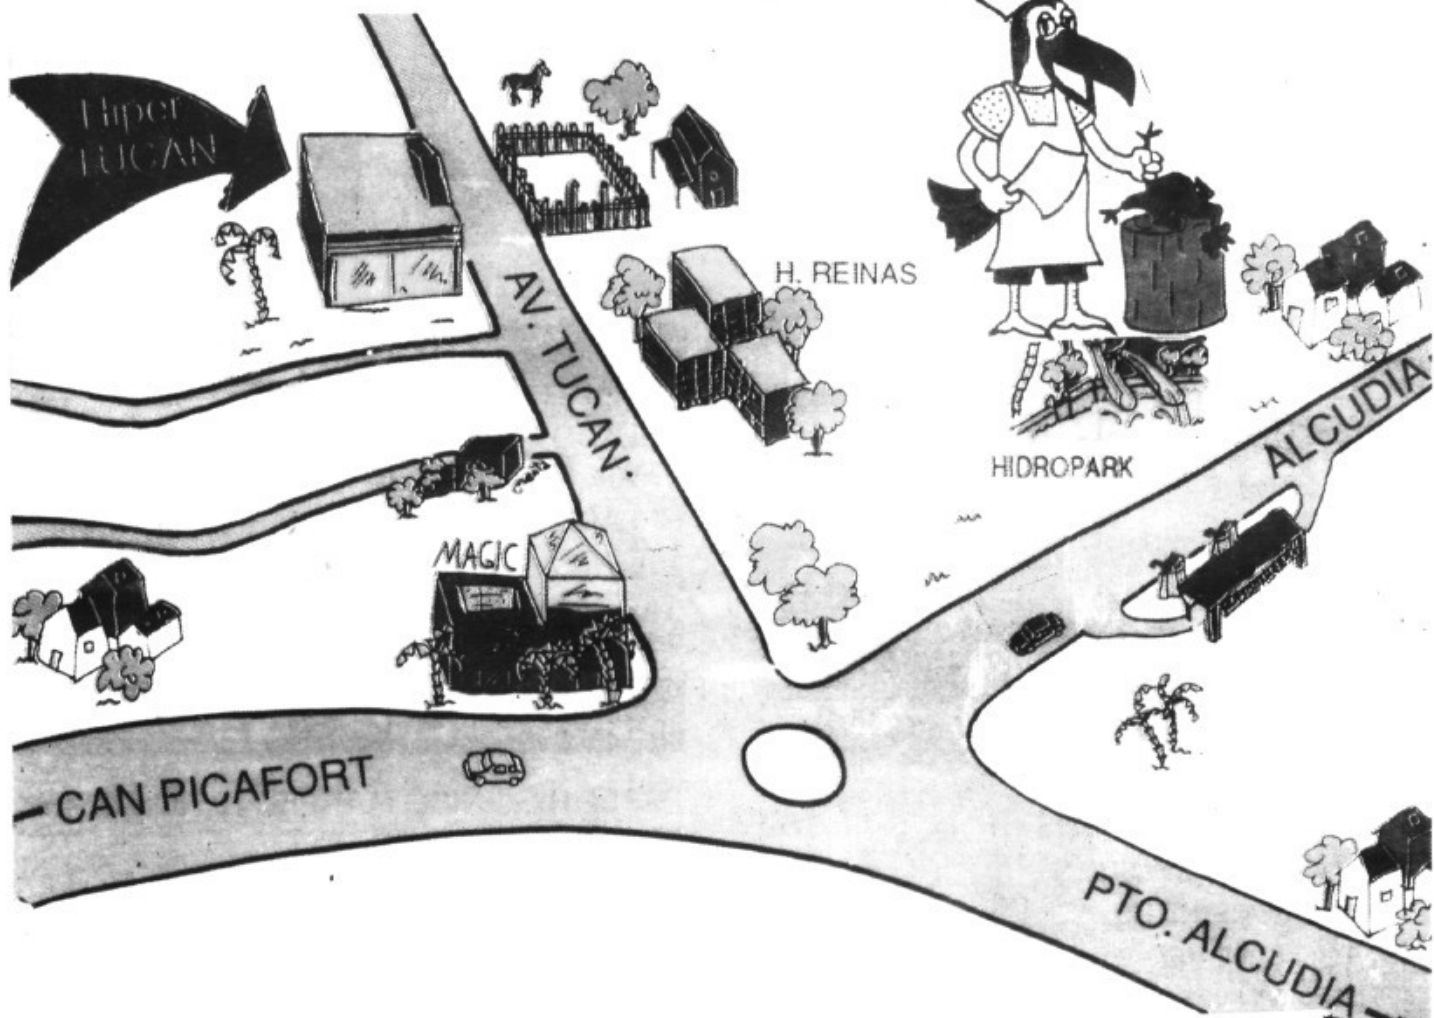 Hiper
TUCAN
AV. TUCAN.
H. REINAS
HIDROPARK
ALCUDIA
MAGIC
CAN PICAFORT
PTO. ALCUDIA